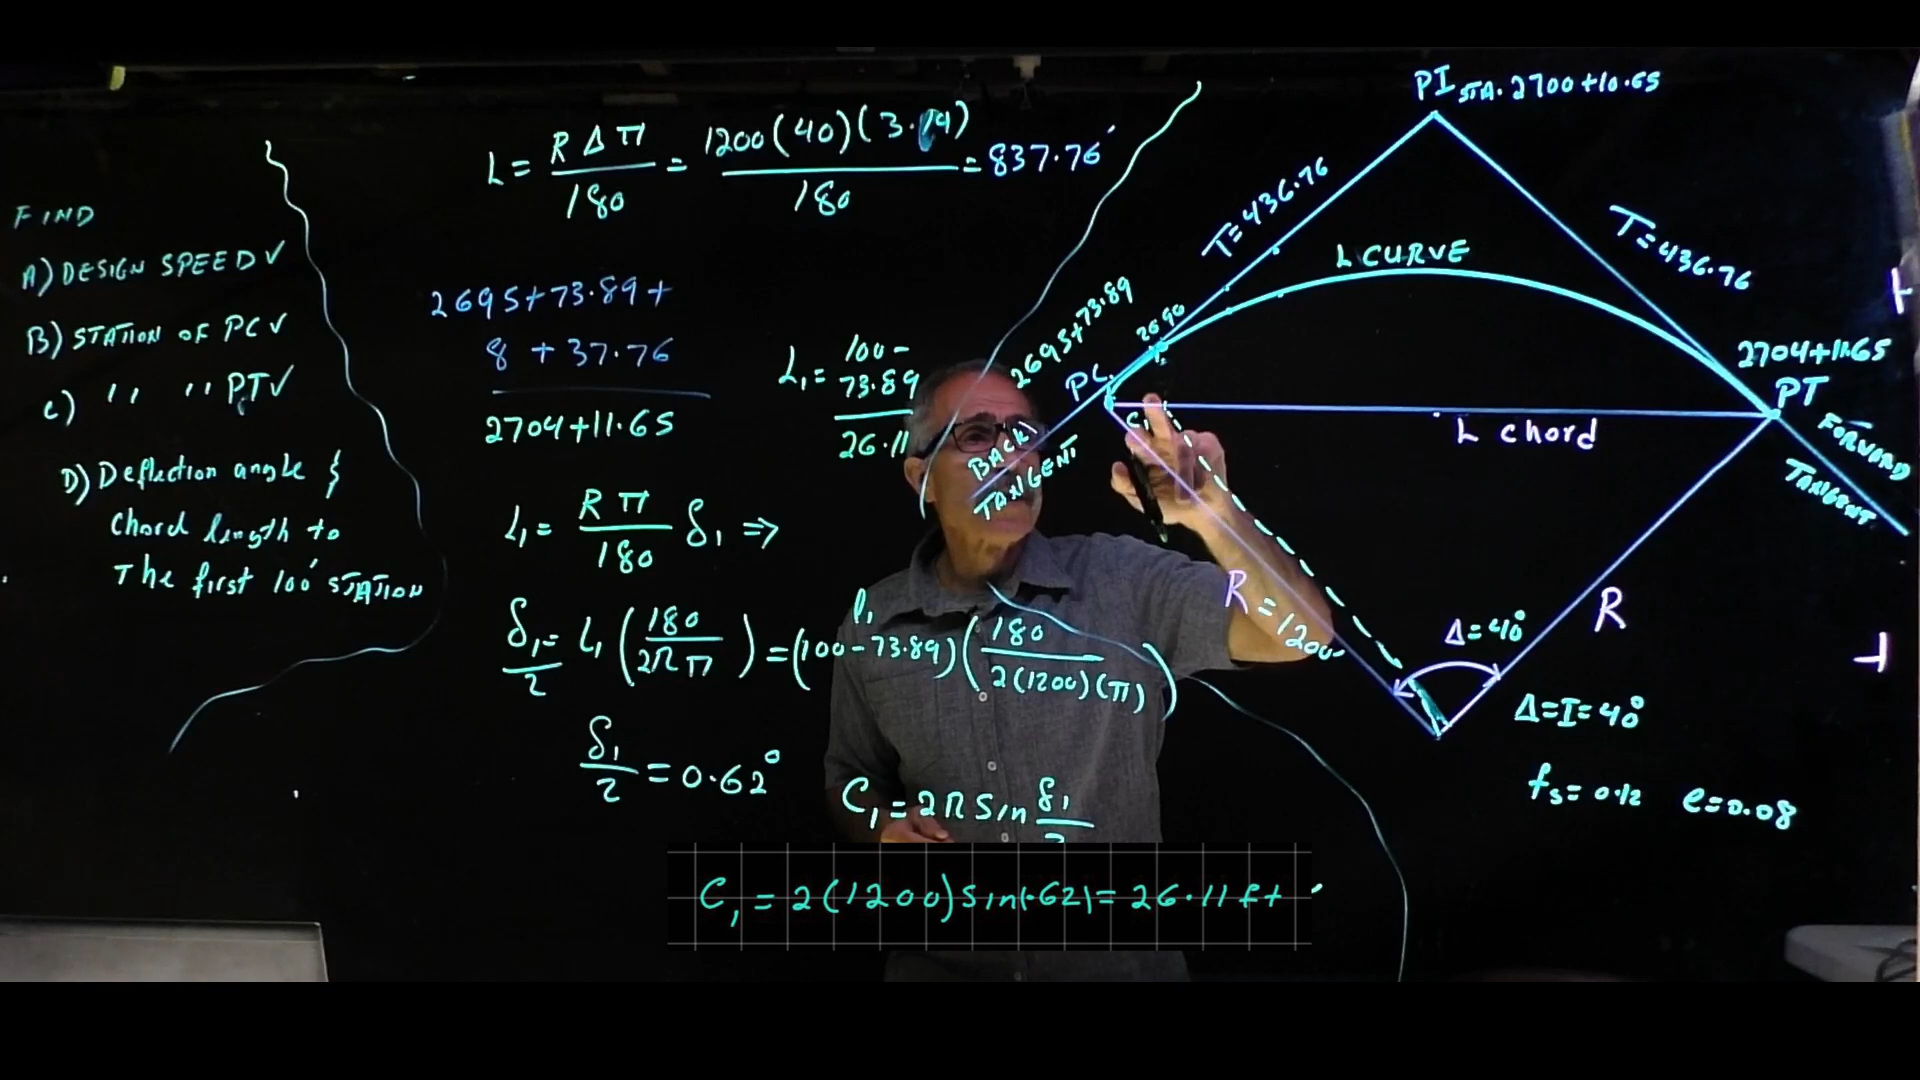 FIND
A) DESIGN SPEED ✓
B) STATION OF PC ✓
C) '' '' PT ✓
D) Deflection angle &
Chord length to
The first 100' STATION
L = R Δ π / 180 = 1200(40)(3.14) / 180 = 837.76'
2695+73.89+
8 + 37.76
2704+11.65
L₁ = 100 - 73.89
26.11
L₁ = R π / 180 δ₁ ⇒
δ₁/2 = L₁ (180 / 2Rπ) = (100-73.89) (180 / 2(1200)(π))
l₁
δ₁/2 = 0.62°
C₁ = 2R Sin δ₁/2
C₁ = 2(1200) Sin(.62) = 26.11 ft
PI STA. 2700+10.65
T=436.76
T=436.76
L CURVE
2695+73.89
2696
PC
C₁
BACK
TANGENT
L chord
2704+11.65
PT
FORWARD
TANGENT
R=1200'
R
Δ=40°
Δ=I=40°
fs= 0.12 e=0.08